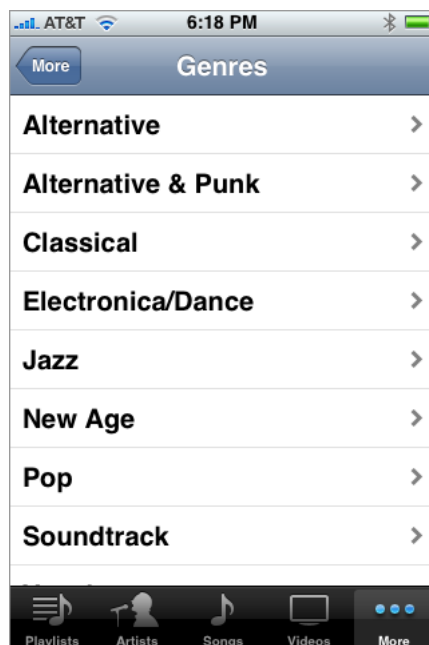 AT&T 6:18 PM
More Genres
Alternative
Alternative & Punk
Classical
Electronica/Dance
Jazz
New Age
Pop
Soundtrack
Playlists Artists Songs Videos More